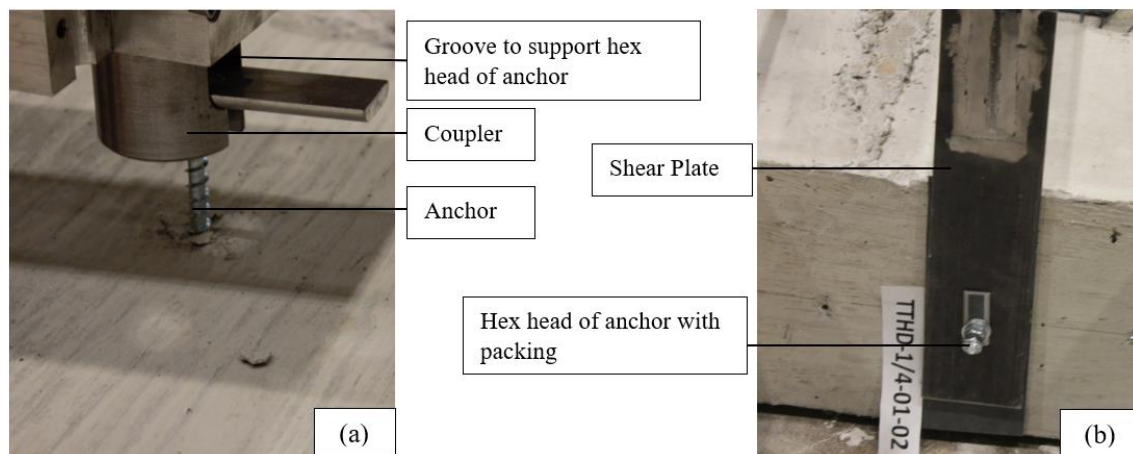 Groove to support hex
head of anchor
Coupler
Anchor
(a)
Shear Plate
Hex head of anchor with
packing
TTHD-1/4-01-02
(b)